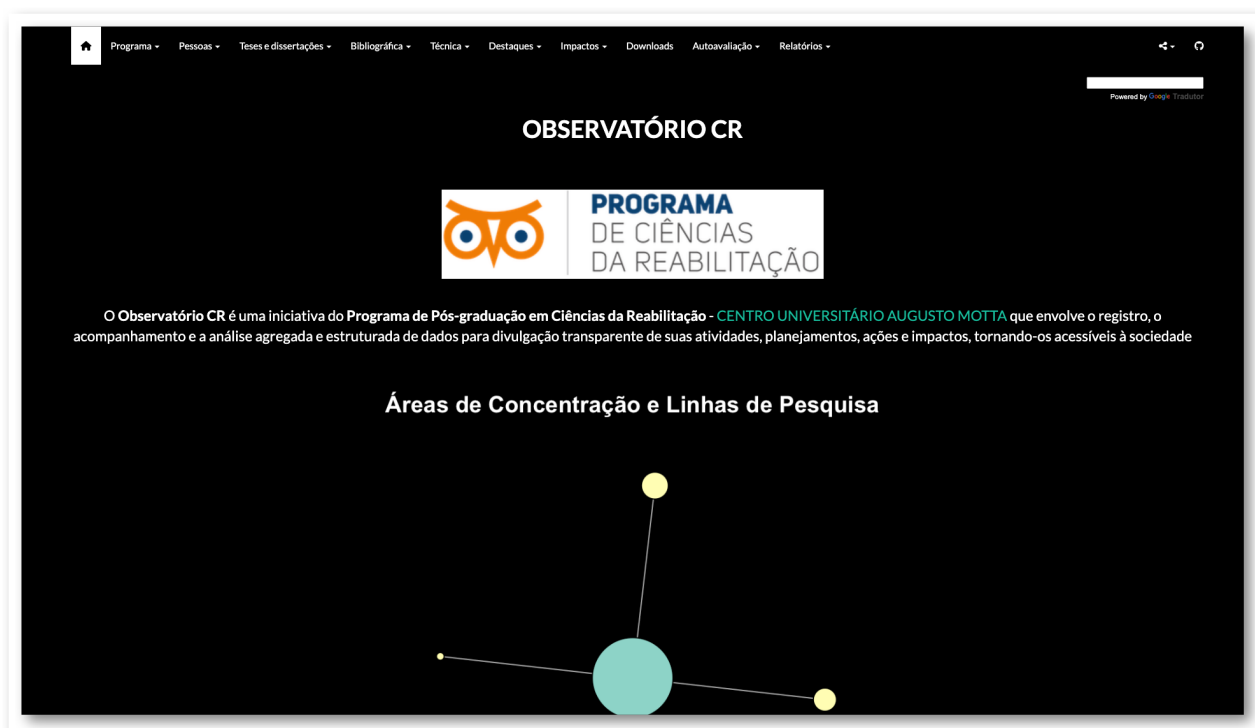 Programa Pessoas Teses e dissertações Bibliográfica Técnica Destaques Impactos Downloads Autoavaliação Relatórios
Powered by Google Tradutor
OBSERVATÓRIO CR
PROGRAMA
DE CIÊNCIAS
DA REABILITAÇÃO
O Observatório CR é uma iniciativa do Programa de Pós-graduação em Ciências da Reabilitação - CENTRO UNIVERSITÁRIO AUGUSTO MOTTA que envolve o registro, o
acompanhamento e a análise agregada e estruturada de dados para divulgação transparente de suas atividades, planejamentos, ações e impactos, tornando-os acessíveis à sociedade
Áreas de Concentração e Linhas de Pesquisa